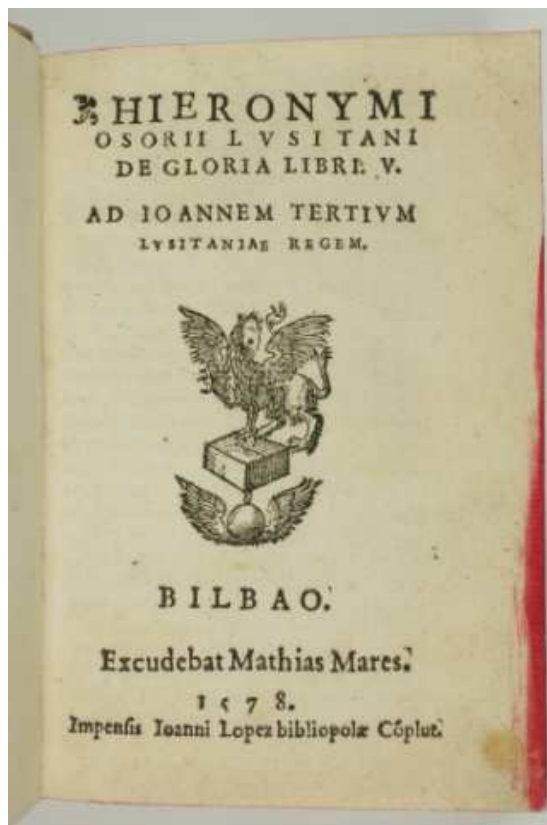 ❧HIERONYMI
OSORII LVSITANI
DE GLORIA LIBRI. V.
AD IOANNEM TERTIVM
LVSITANIAE REGEM.
BILBAO.
Excudebat Mathias Mares.
1578.
Impensis Ioanni Lopez bibliopolæ Cõplut.